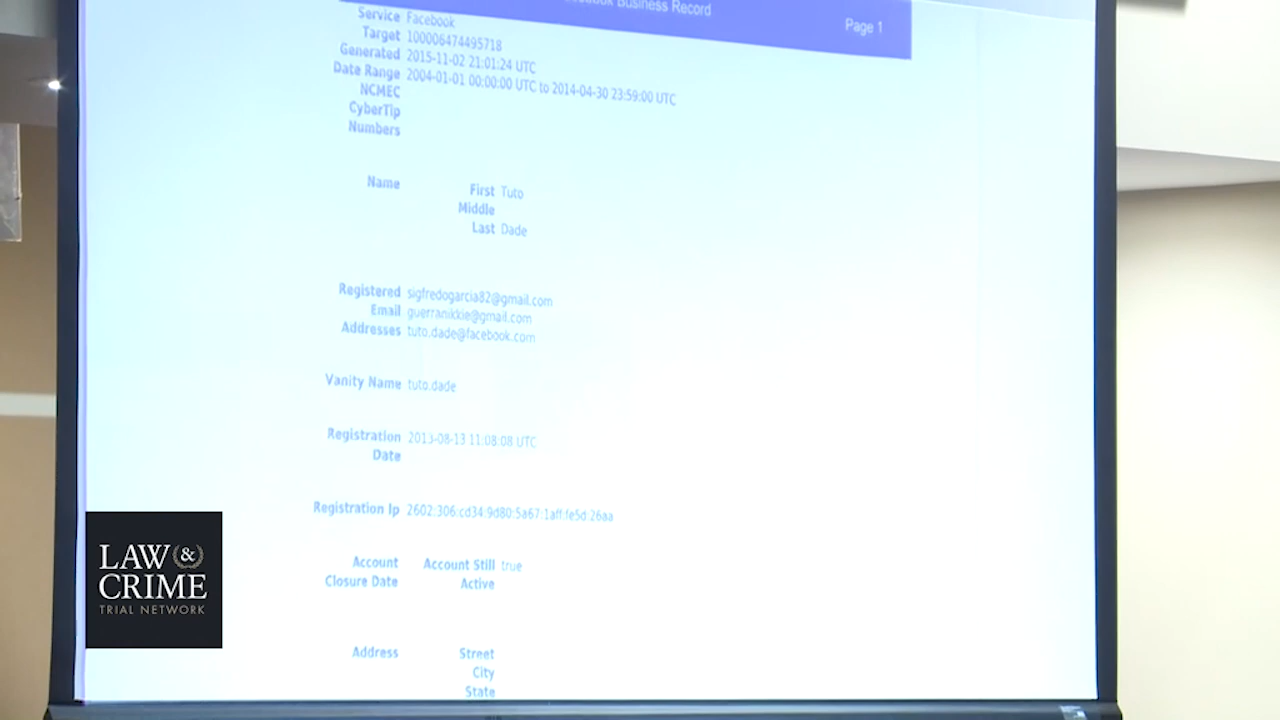 Business Record
Page 1
Service Facebook
Target 100006474495718
Generated 2015-11-02 21:01:24 UTC
Date Range 2004-01-01 00:00:00 UTC to 2014-04-30 23:59:00 UTC
NCMEC
CyberTip
Numbers
Name First Tuto
Middle
Last Dade
Registered sigfredogarcia82@gmail.com
Email guerranikkie@gmail.com
Addresses tuto.dade@facebook.com
Vanity Name tuto.dade
Registration 2013-08-13 11:08:08 UTC
Date
Registration Ip 2602:306:cd34:9d80:5a67:1aff:fe5d:26aa
Account Account Still true
Closure Date Active
Address Street
City
State
LAW &
CRIME
TRIAL NETWORK